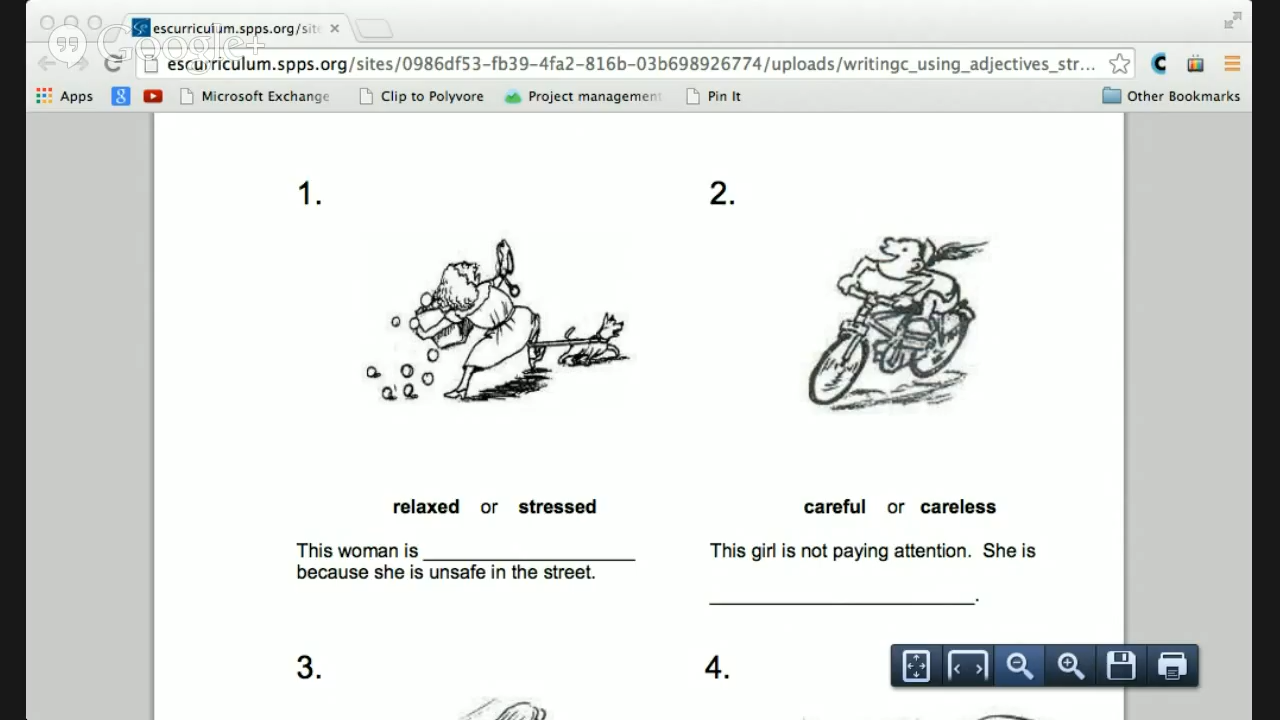 escurriculum.spps.org/site
Google+
escurriculum.spps.org/sites/0986df53-fb39-4fa2-816b-03b698926774/uploads/writingc_using_adjectives_str...
Apps
Microsoft Exchange
Clip to Polyvore
Project management
Pin It
Other Bookmarks
1.
2.
relaxed or stressed
careful or careless
This woman is ____________________
because she is unsafe in the street.
This girl is not paying attention. She is
_________________________.
3.
4.